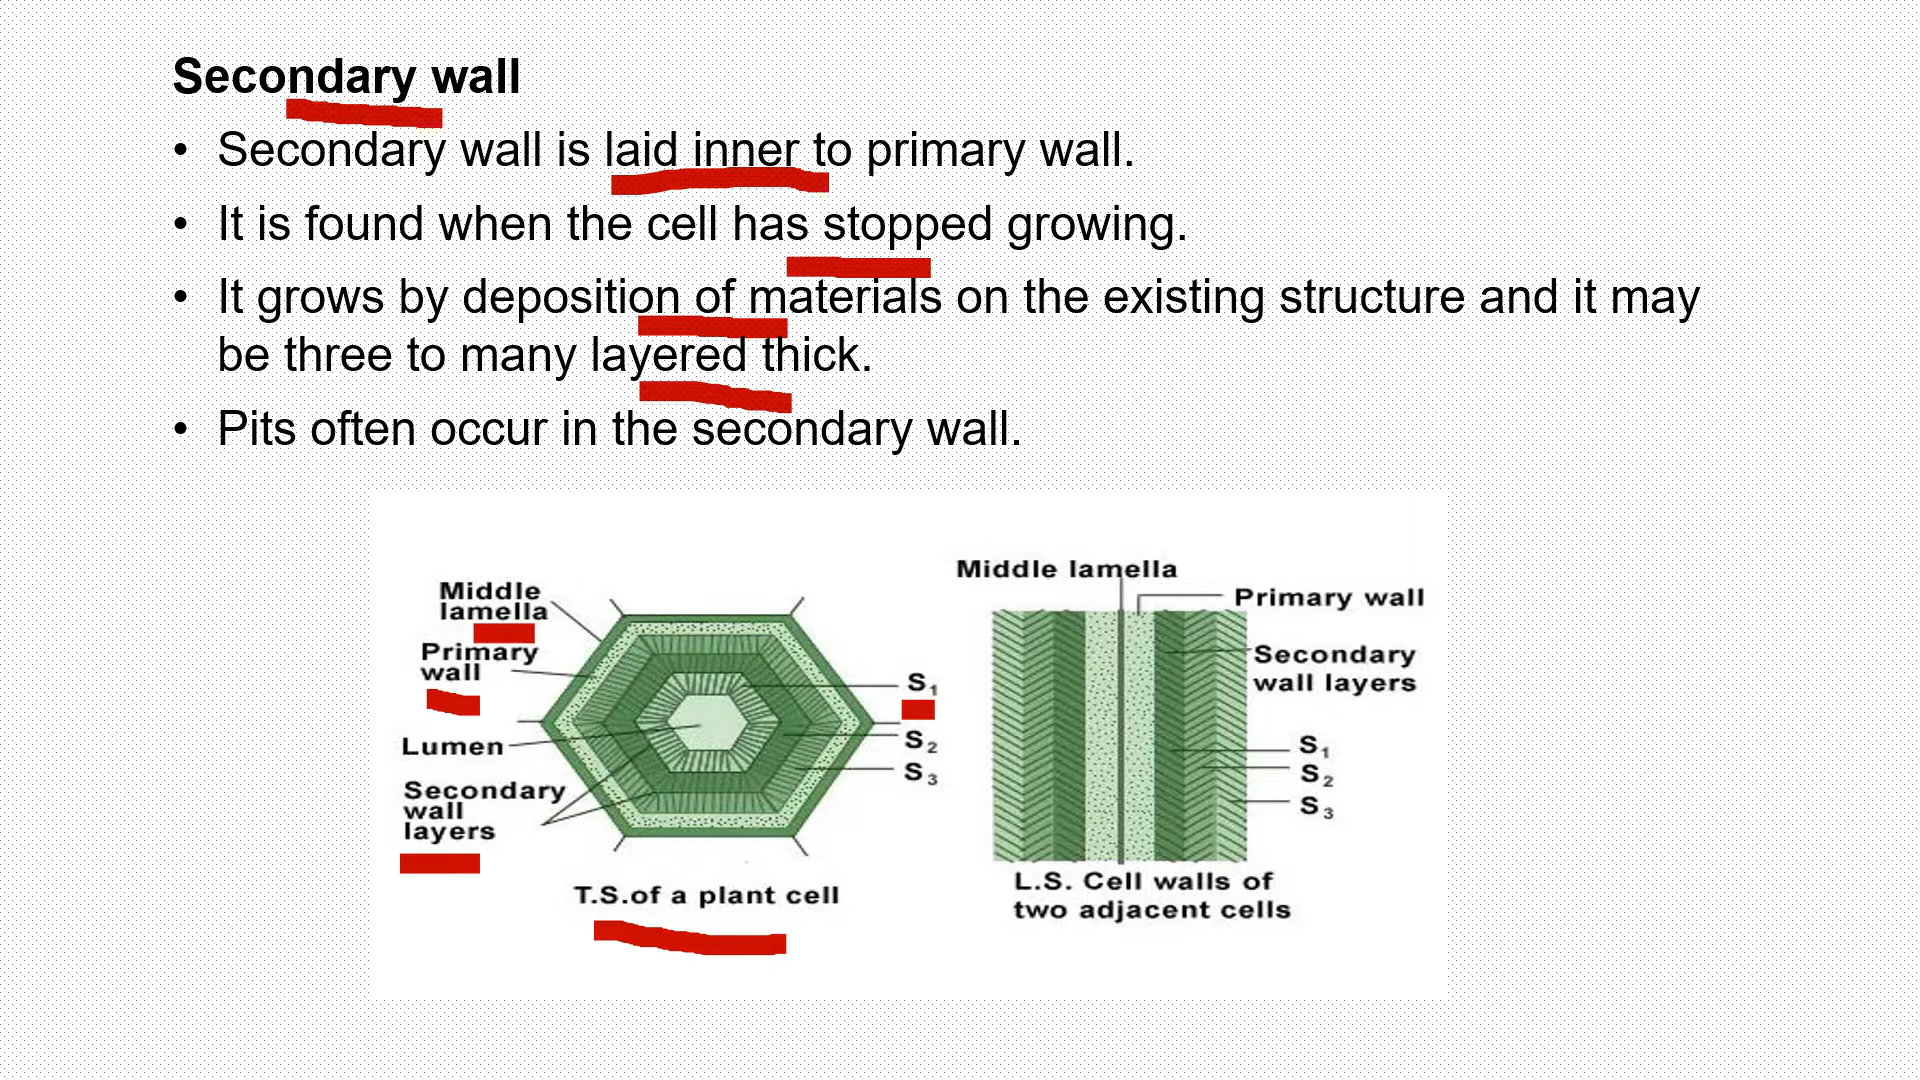 Secondary wall
• Secondary wall is laid inner to primary wall.
• It is found when the cell has stopped growing.
• It grows by deposition of materials on the existing structure and it may
be three to many layered thick.
• Pits often occur in the secondary wall.
Middle
lamella
Primary
wall
Lumen
Secondary
wall
layers
S1
S2
S3
T.S.of a plant cell
Middle lamella
Primary wall
Secondary
wall layers
S1
S2
S3
L.S. Cell walls of
two adjacent cells